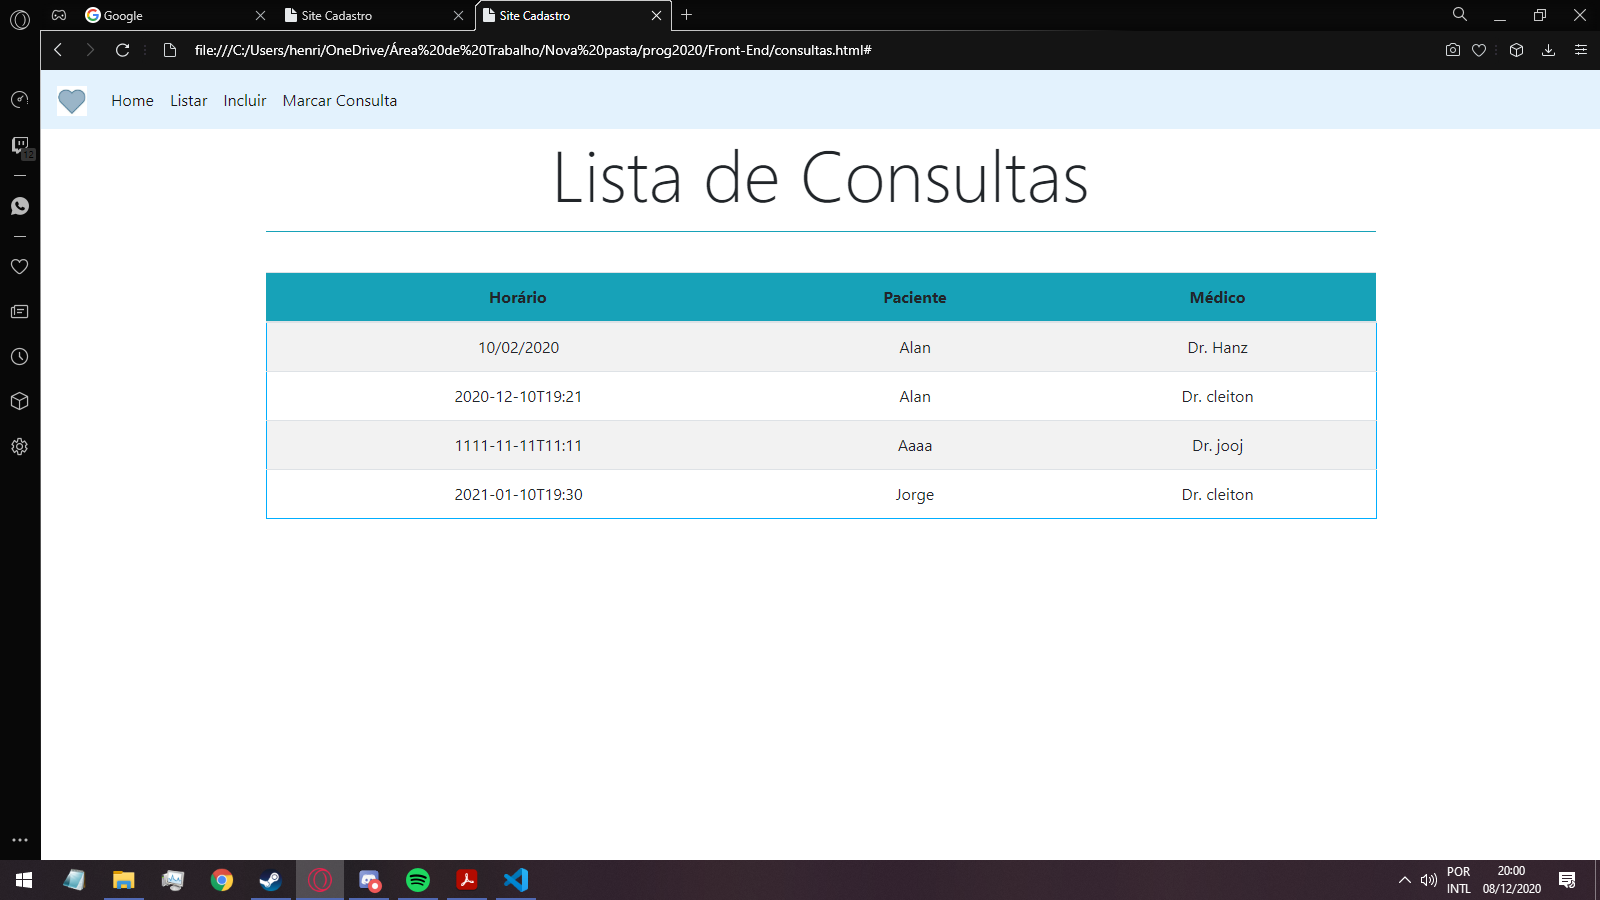 Google
Site Cadastro
Site Cadastro
file:///C:/Users/henri/OneDrive/Área%20de%20Trabalho/Nova%20pasta/prog2020/Front-End/consultas.html#
Home Listar Incluir Marcar Consulta
Lista de Consultas
Horário Paciente Médico
10/02/2020 Alan Dr. Hanz
2020-12-10T19:21 Alan Dr. cleiton
1111-11-11T11:11 Aaaa Dr. jooj
2021-01-10T19:30 Jorge Dr. cleiton
12
POR 20:00
INTL 08/12/2020